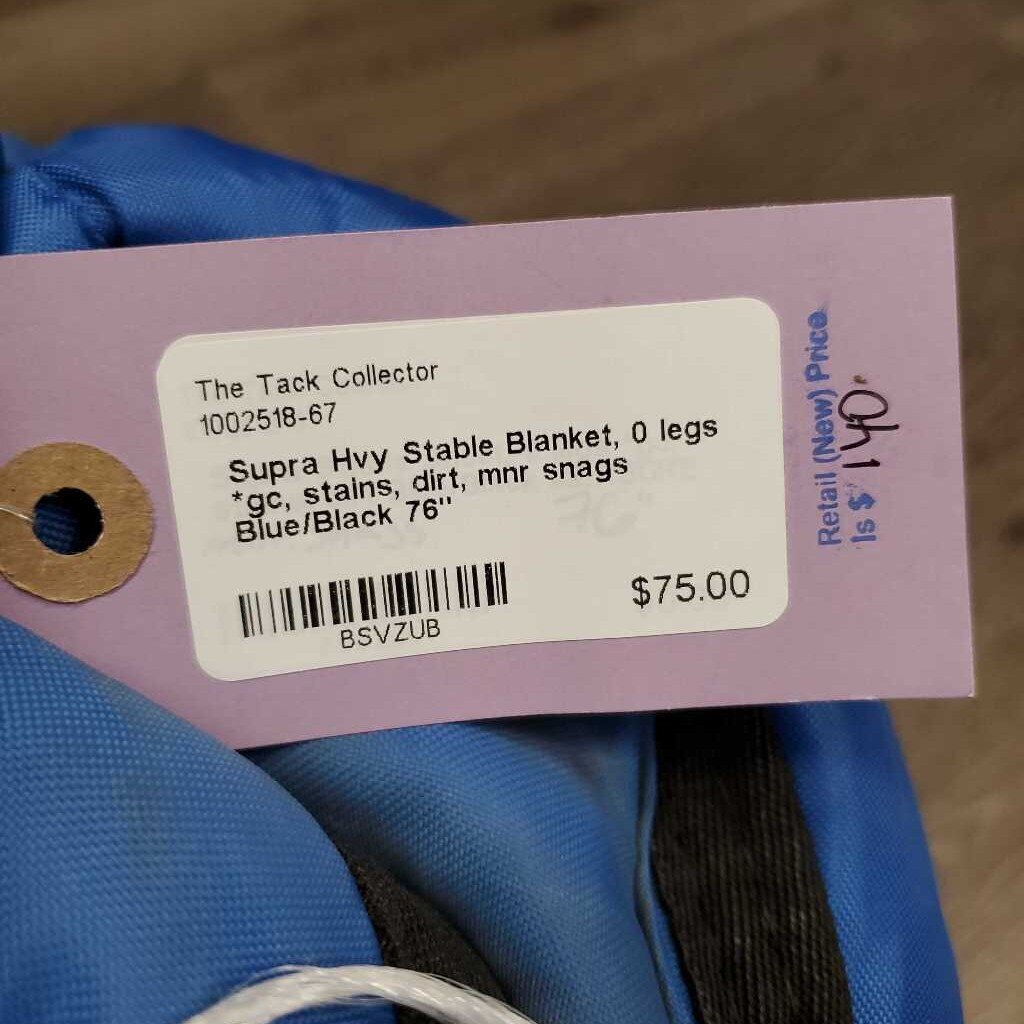 The Tack Collector
1002518-67
Supra Hvy Stable Blanket, 0 legs
*gc, stains, dirt, mnr snags
Blue/Black 76"
BSVZUB
$75.00
Retail (New) Price
Is $ 140.
76"